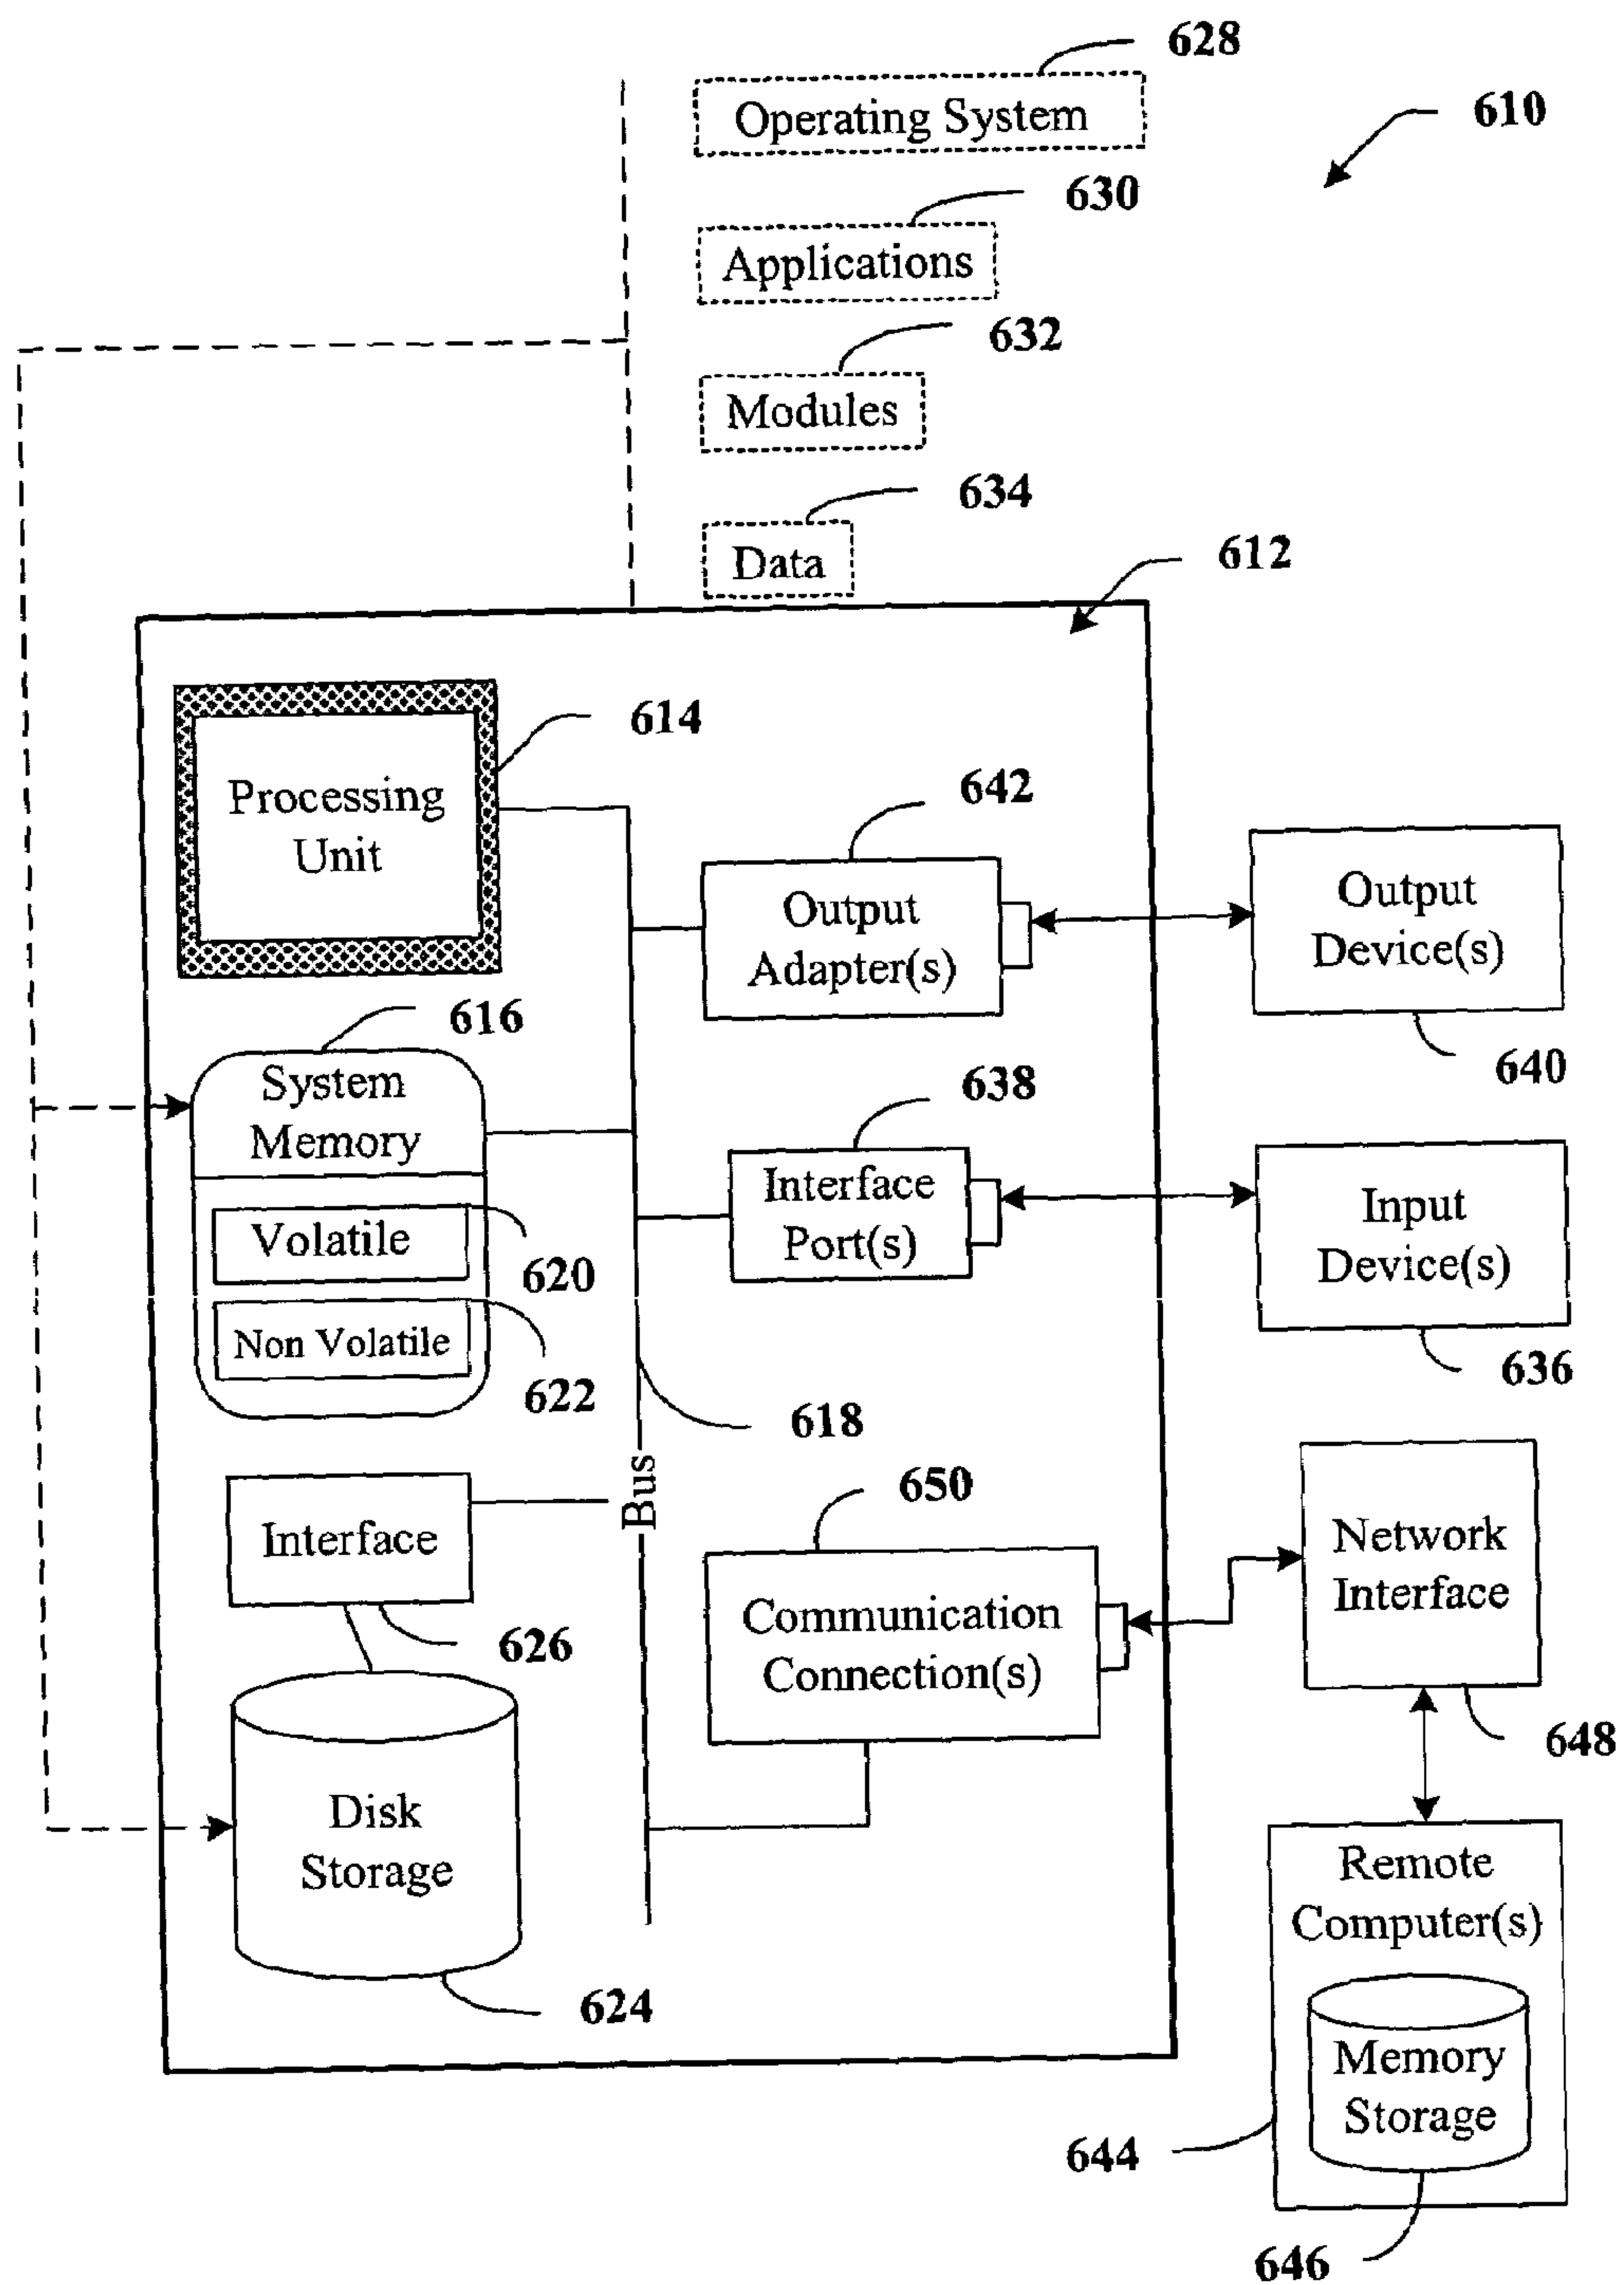 628
Operating System
610
630
Applications
632
Modules
634
Data
612
614
Processing
Unit
642
Output
Adapter(s)
Output
Device(s)
640
616
System
Memory
638
Interface
Port(s)
Input
Device(s)
636
Volatile
620
Non Volatile
622
618
Bus
650
Interface
626
Communication
Connection(s)
Network
Interface
648
Disk
Storage
624
Remote
Computer(s)
Memory
Storage
644
646